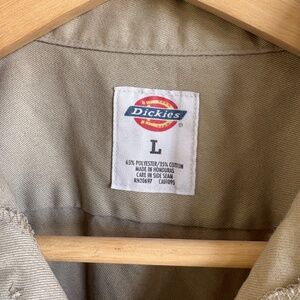 Dickies
®
L
65% POLYESTER/35% COTTON
MADE IN HONDURAS
CARE IN SIDE SEAM
RN20697 CA01095